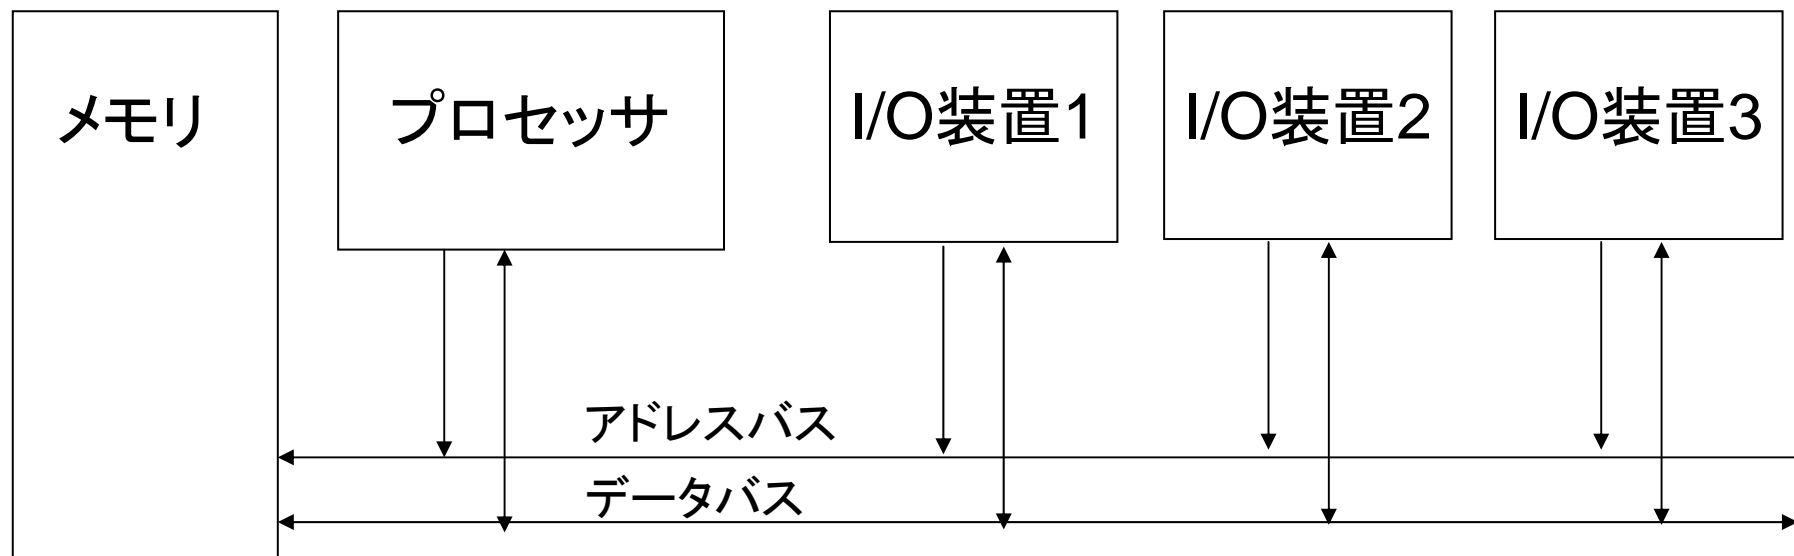 メモリ
プロセッサ
I/O装置1
I/O装置2
I/O装置3
アドレスバス
データバス